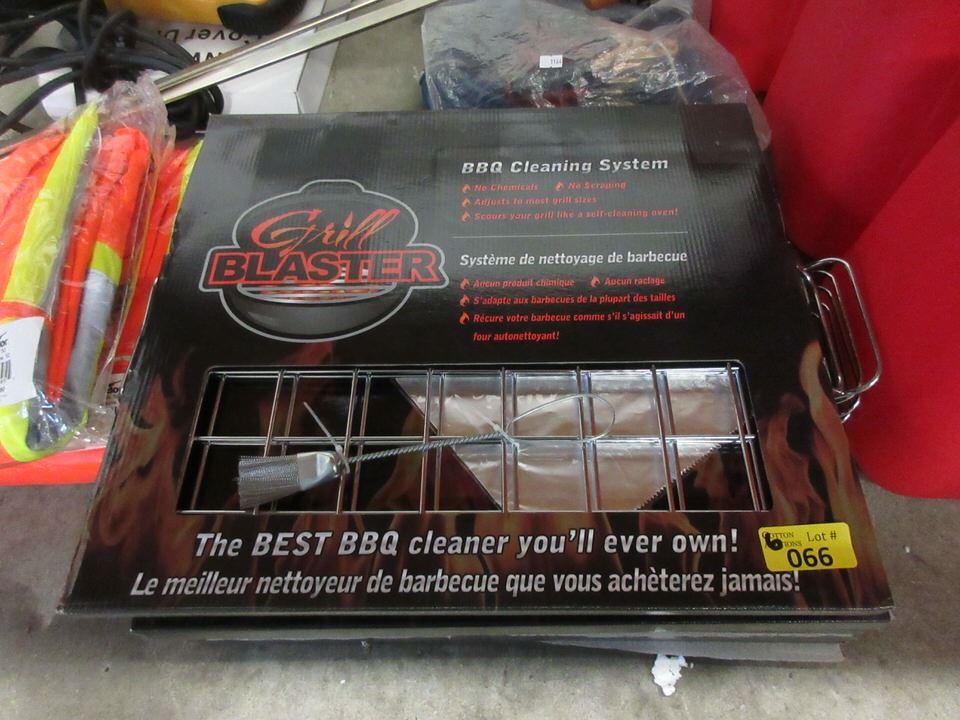 1144
Grill
BLASTER
BBQ Cleaning System
No Chemicals No Scraping
Adjusts to most grill sizes
Scours your grill like a self-cleaning oven!
Système de nettoyage de barbecue
Aucun produit chimique Aucun raclage
S'adapte aux barbecues de la plupart des tailles
Récure votre barbecue comme s'il s'agissait d'un
four autonettoyant!
The BEST BBQ cleaner you'll ever own!
Le meilleur nettoyeur de barbecue que vous achèterez jamais!
6
Lot #
066